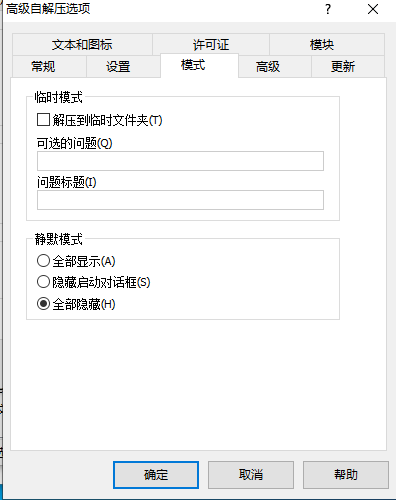 高级自解压选项
?
文本和图标 许可证 模块
常规 设置 模式 高级 更新
临时模式
解压到临时文件夹(T)
可选的问题(Q)
问题标题(I)
静默模式
全部显示(A)
隐藏启动对话框(S)
全部隐藏(H)
确定 取消 帮助